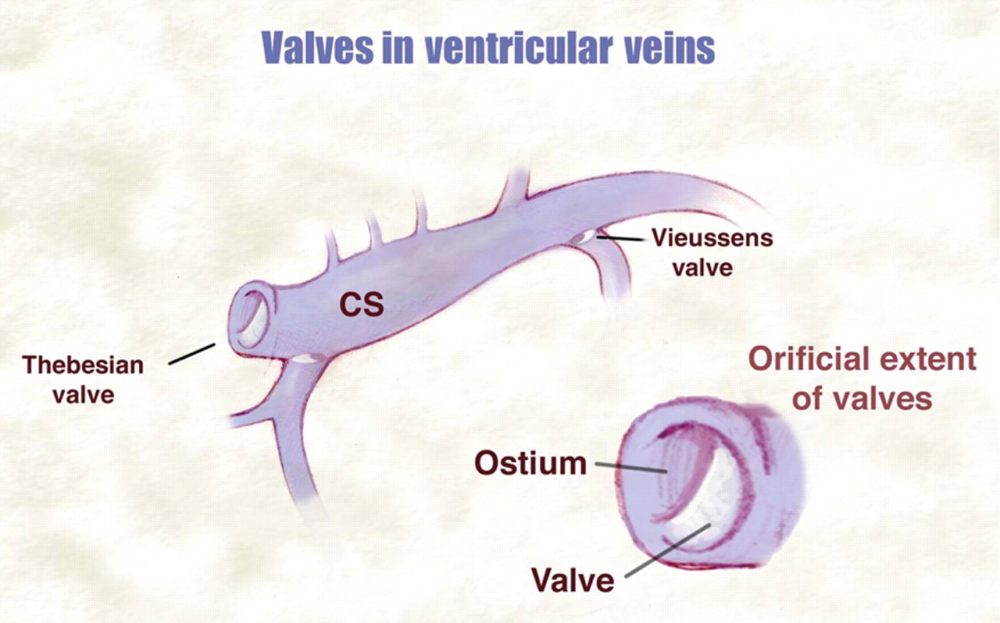 Valves in ventricular veins
Vieussens
valve
CS
Thebesian
valve
Orificial extent
of valves
Ostium
Valve